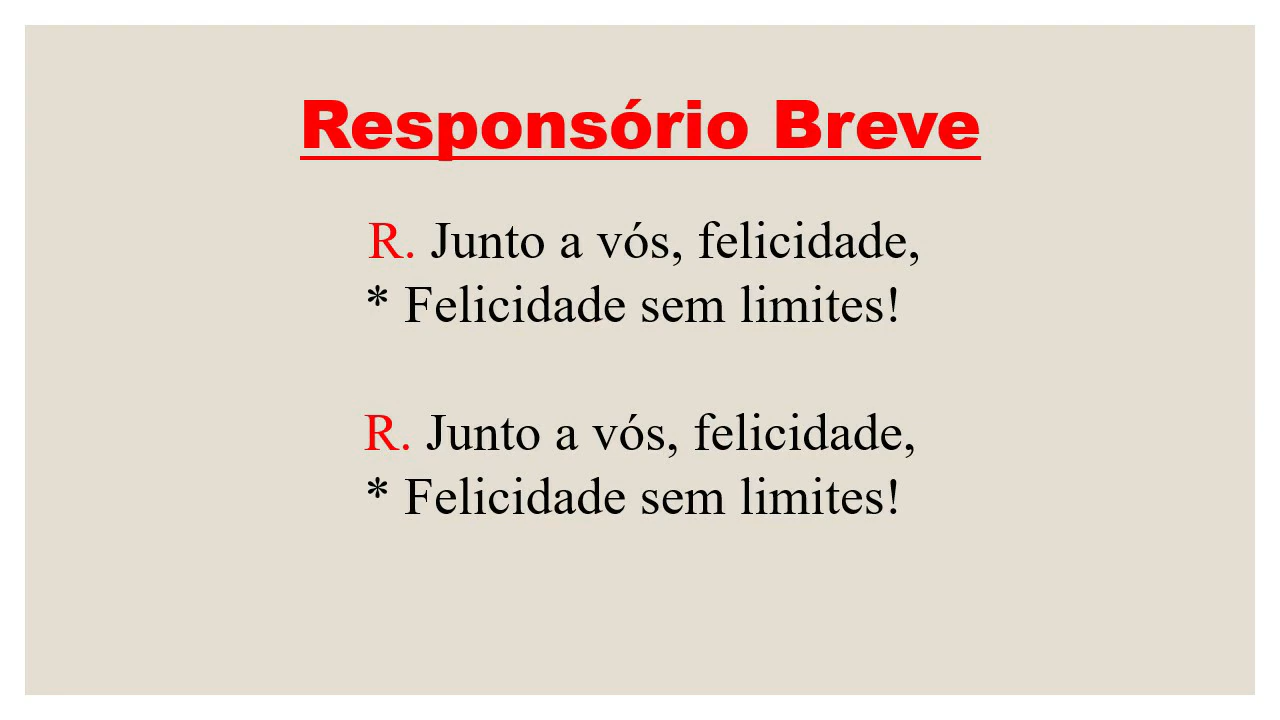 Responsório Breve
R. Junto a vós, felicidade,
* Felicidade sem limites!
R. Junto a vós, felicidade,
* Felicidade sem limites!